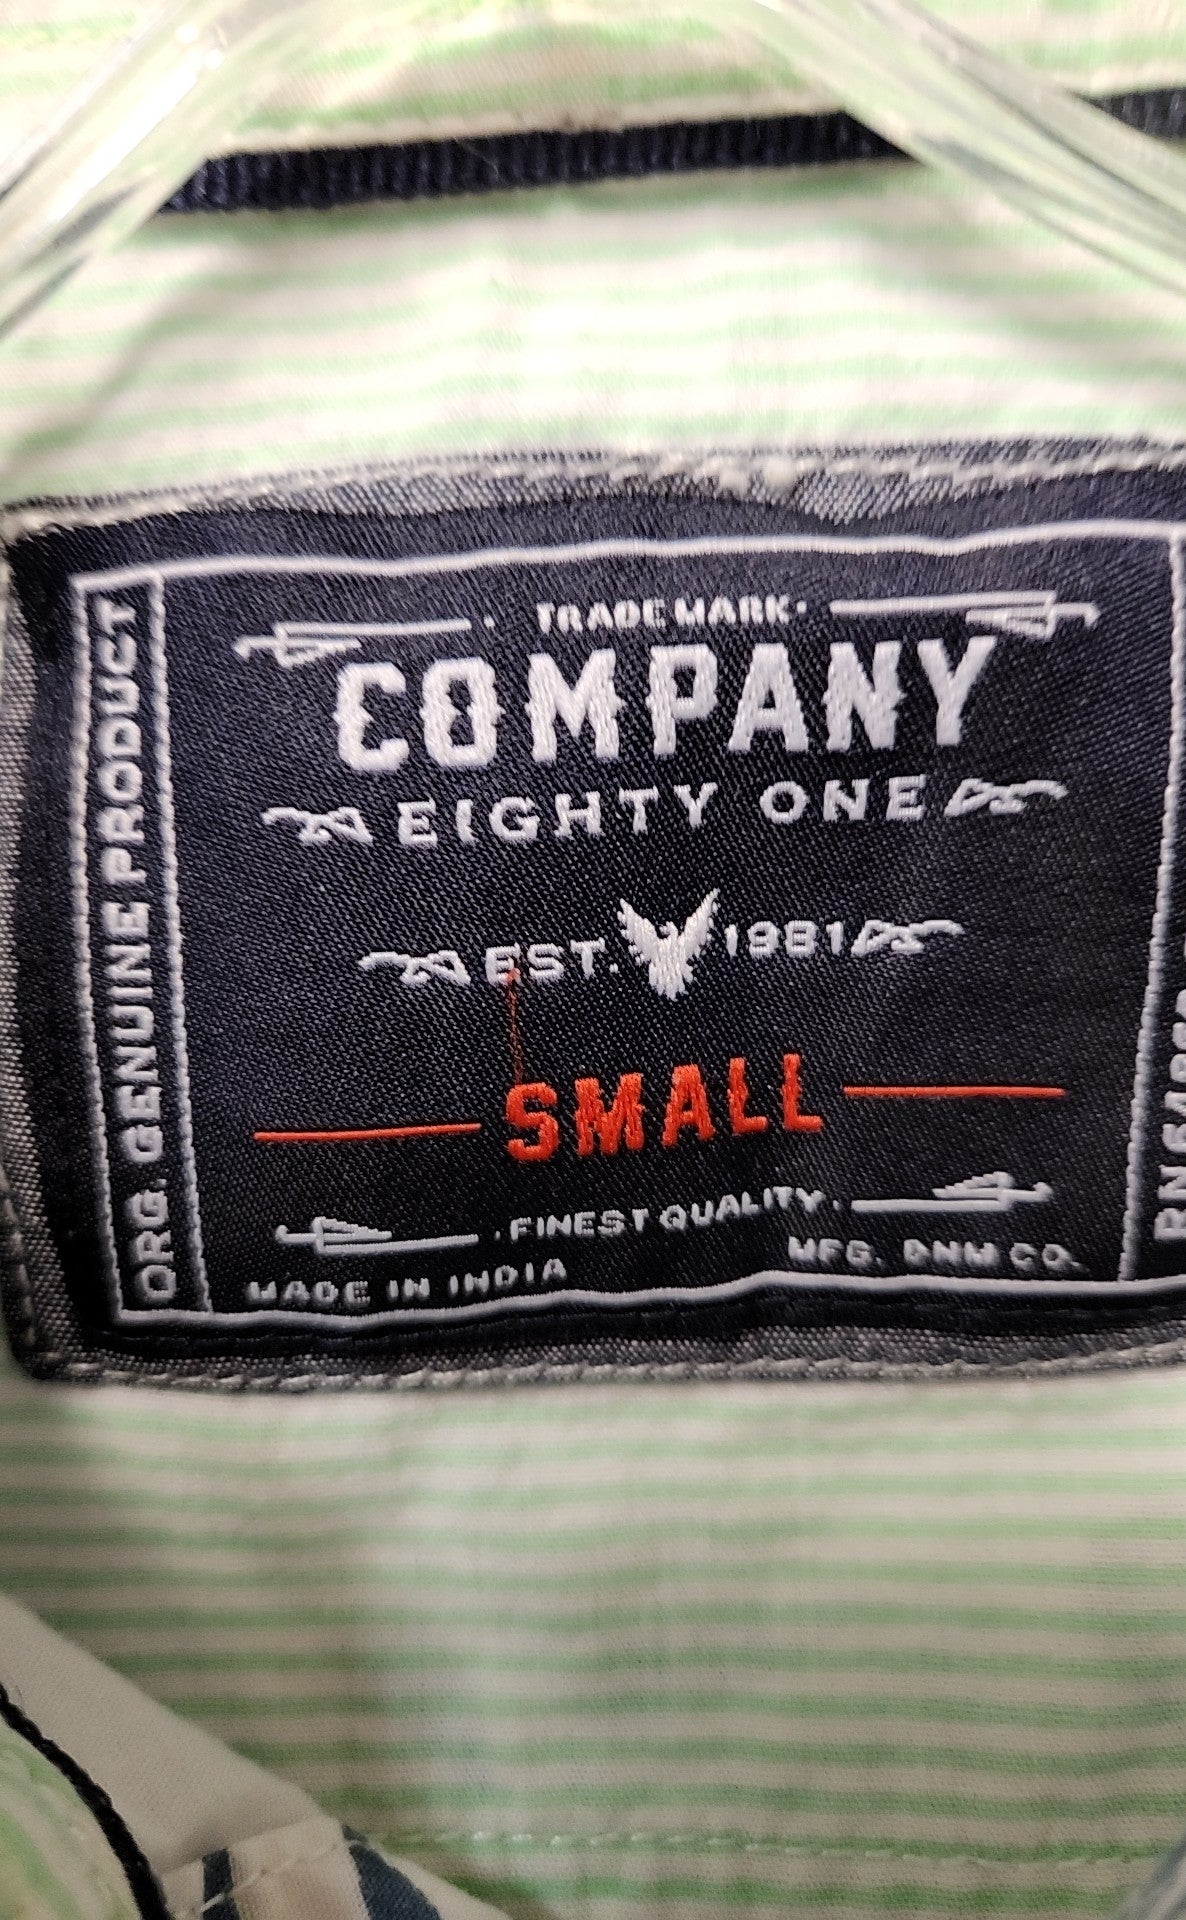 ORG. GENUINE PRODUCT
TRADE MARK
COMPANY
EIGHTY ONE
EST. 1981
SMALL
· FINEST QUALITY ·
MADE IN INDIA
MFG. DNM CO.